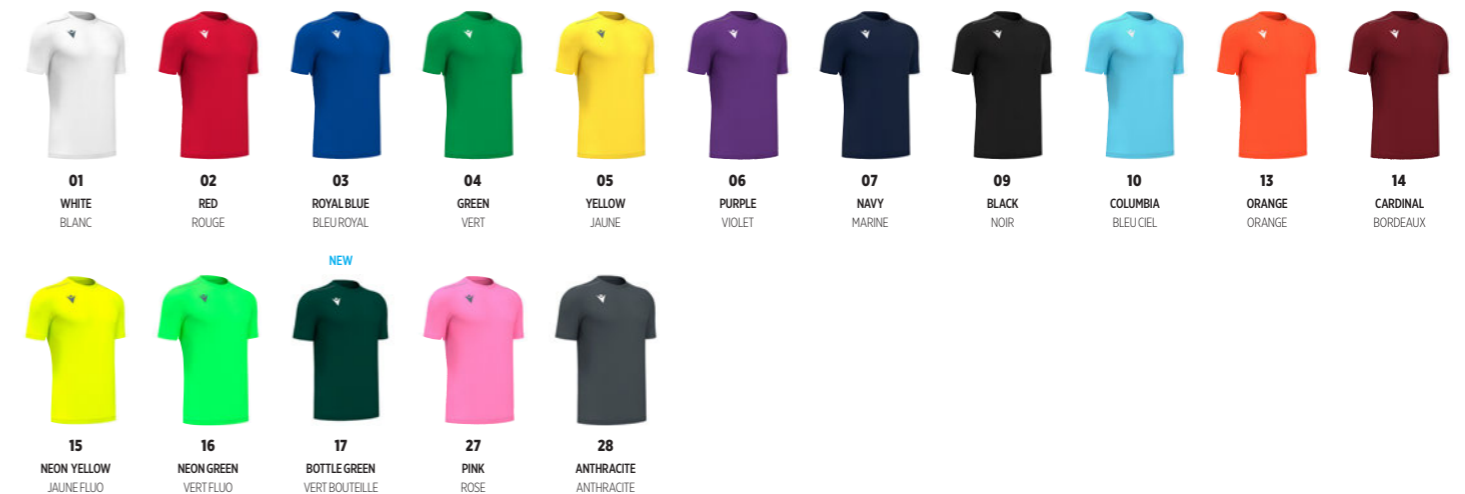 01 02 03 04 05 06 07 09 10 13 14
WHITE RED ROYAL BLUE GREEN YELLOW PURPLE NAVY BLACK COLUMBIA ORANGE CARDINAL
BLANC ROUGE BLEU ROYAL VERT JAUNE VIOLET MARINE NOIR BLEU CIEL ORANGE BORDEAUX
NEW
15 16 17 27 28
NEON YELLOW NEON GREEN BOTTLE GREEN PINK ANTHRACITE
JAUNE FLUO VERT FLUO VERT BOUTEILLE ROSE ANTHRACITE